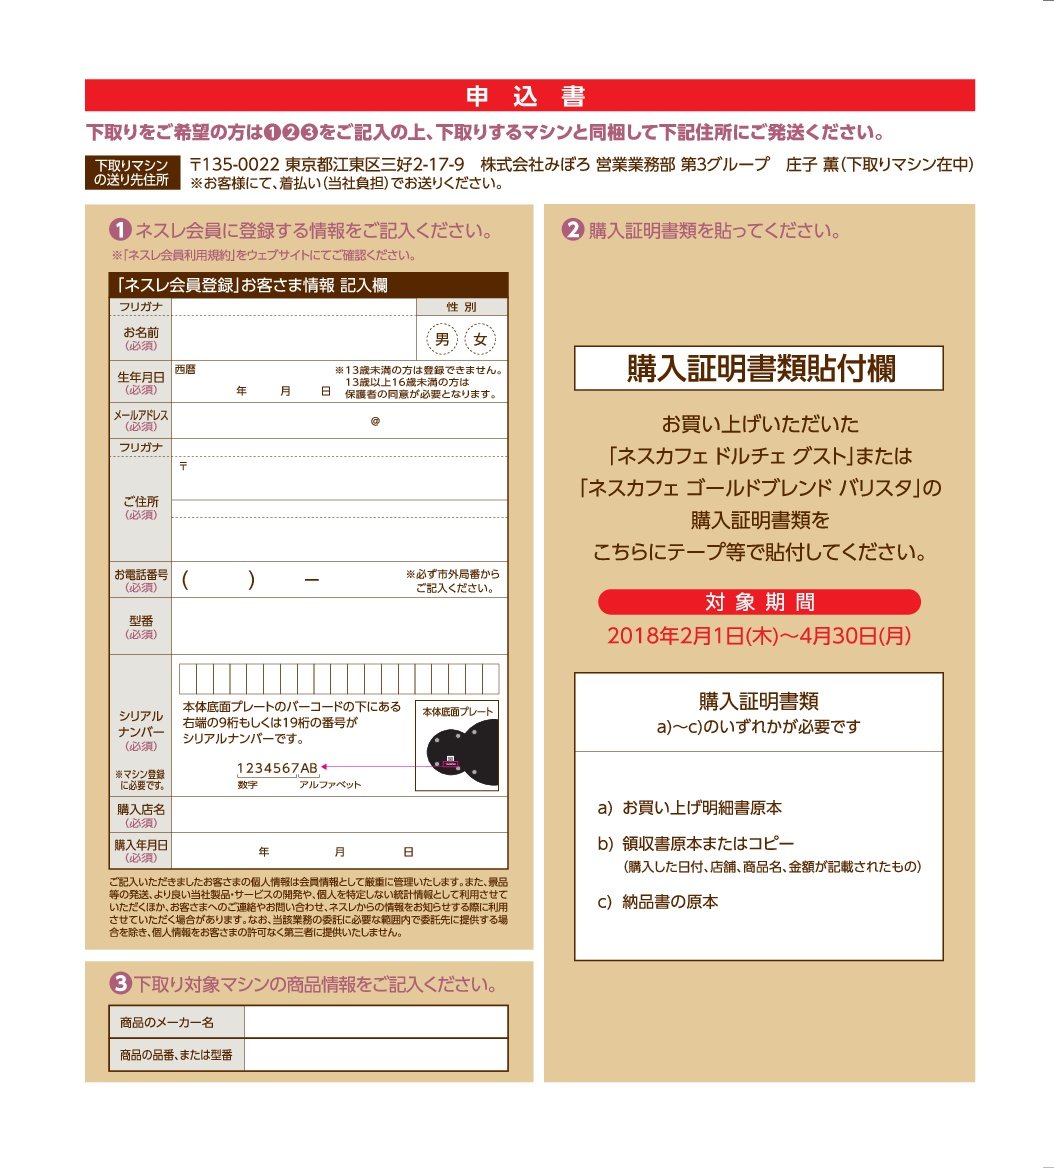 申込書
下取りをご希望の方は❶❷❸をご記入の上、下取りするマシンと同梱して下記住所にご発送ください。
下取りマシン
の送り先住所
〒135-0022 東京都江東区三好2-17-9　株式会社みぽろ 営業業務部 第3グループ　庄子 薫(下取りマシン在中)
※お客様にて、着払い(当社負担)でお送りください。
❶ネスレ会員に登録する情報をご記入ください。
※「ネスレ会員利用規約」をウェブサイトにてご確認ください。
「ネスレ会員登録」お客さま情報 記入欄
フリガナ
性別
お名前
(必須)
男 女
生年月日
(必須)
西暦
年 月 日
※13歳未満の方は登録できません。
13歳以上16歳未満の方は
保護者の同意が必要となります。
メールアドレス
(必須)
@
フリガナ
〒
ご住所
(必須)
お電話番号
(必須)
(　　　) ー
※必ず市外局番から
ご記入ください。
型番
(必須)
シリアル
ナンバー
(必須)
※マシン登録
に必要です。
本体底面プレートのバーコードの下にある
右端の9桁もしくは19桁の番号が
シリアルナンバーです。
1234567AB
数字 アルファベット
本体底面プレート
購入店名
(必須)
購入年月日
(必須)
年 月 日
ご記入いただきましたお客さまの個人情報は会員情報として厳重に管理いたします。また、景品
等の発送、より良い当社製品・サービスの開発や、個人を特定しない統計情報として利用させて
いただくほか、お客さまへのご連絡やお問い合わせ、ネスレからの情報をお知らせする際に利用
させていただく場合があります。なお、当該業務の委託に必要な範囲内で委託先に提供する場
合を除き、個人情報をお客さまの許可なく第三者に提供いたしません。
❸下取り対象マシンの商品情報をご記入ください。
商品のメーカー名
商品の品番、または型番
❷購入証明書類を貼ってください。
購入証明書類貼付欄
お買い上げいただいた
「ネスカフェ ドルチェ グスト」または
「ネスカフェ ゴールドブレンド バリスタ」の
購入証明書類を
こちらにテープ等で貼付してください。
対象期間
2018年2月1日(木)〜4月30日(月)
購入証明書類
a)〜c)のいずれかが必要です
a) お買い上げ明細書原本
b) 領収書原本またはコピー
(購入した日付、店舗、商品名、金額が記載されたもの)
c) 納品書の原本